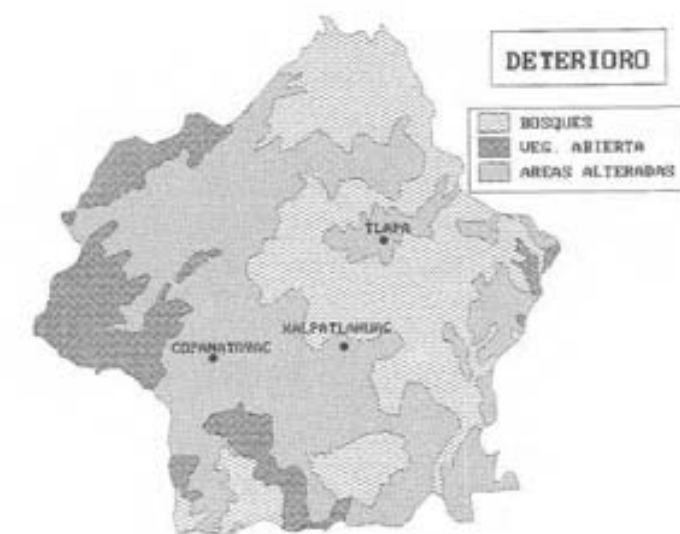 DETERIORO
BOSQUES
VEG. ABIERTA
AREAS ALTERADAS
TLAPA
XALPATLAHUAC
COPANATOYAC